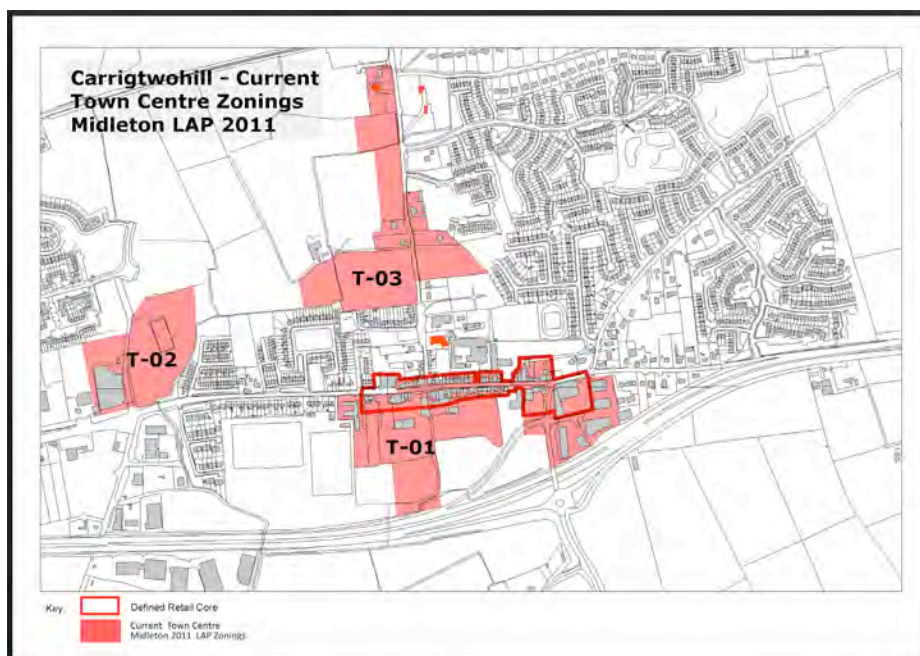 Carrigtwohill - Current
Town Centre Zonings
Midleton LAP 2011
T-03
T-02
T-01
Key:
Defined Retail Core
Current Town Centre
Midleton 2011 LAP Zonings